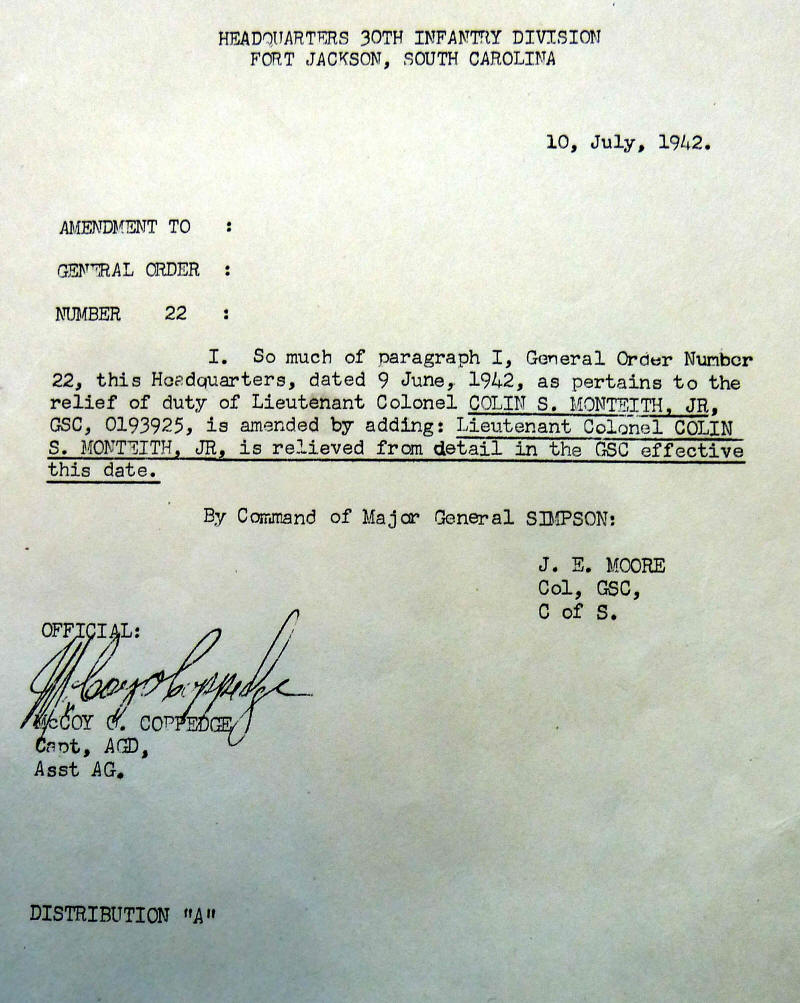 HEADQUARTERS 30TH INFANTRY DIVISION
FORT JACKSON, SOUTH CAROLINA
10, July, 1942.
AMENDMENT TO :
GENERAL ORDER :
NUMBER 22 :
I. So much of paragraph I, General Order Number
22, this Headquarters, dated 9 June, 1942, as pertains to the
relief of duty of Lieutenant Colonel COLIN S. MONTEITH, JR,
GSC, O193925, is amended by adding: Lieutenant Colonel COLIN
S. MONTEITH, JR, is relieved from detail in the GSC effective
this date.
By Command of Major General SIMPSON:
J. E. MOORE
Col, GSC,
C of S.
OFFICIAL:
McCoy C Coppedge
McCOY C. COPPEDGE
Capt, AGD,
Asst AG.
DISTRIBUTION "A"